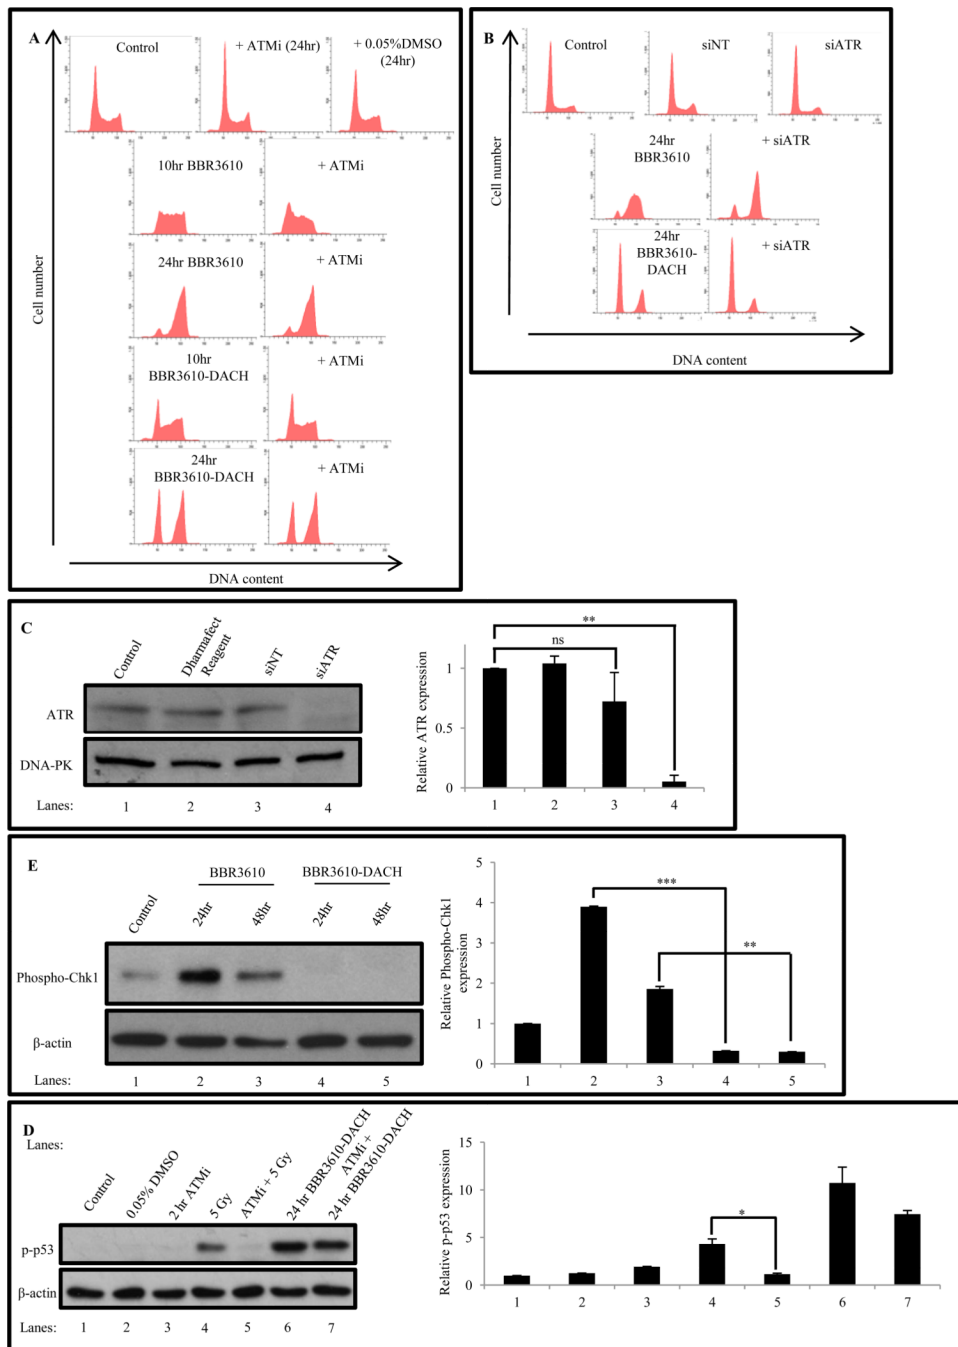 A
Control
+ ATMi (24hr)
+ 0.05%DMSO
(24hr)
10hr BBR3610
+ ATMi
24hr BBR3610
+ ATMi
10hr
BBR3610-DACH
+ ATMi
24hr
BBR3610-DACH
+ ATMi
Cell number
DNA content
B
Control
siNT
siATR
24hr
BBR3610
+ siATR
24hr
BBR3610-
DACH
+ siATR
Cell number
DNA content
C
Control
Dharmafect
Reagent
siNT
siATR
ATR
DNA-PK
Lanes: 1 2 3 4
Relative ATR expression
1
0.5
0
ns
**
1 2 3 4
E
BBR3610
BBR3610-DACH
Control
24hr
48hr
24hr
48hr
Phospho-Chk1
β-actin
Lanes: 1 2 3 4 5
Relative Phospho-Chk1
expression
5
4
3
2
1
0
***
**
1 2 3 4 5
D
Lanes:
Control
0.05% DMSO
2 hr ATMi
5 Gy
ATMi + 5 Gy
24 hr BBR3610-DACH
ATMi +
24 hr BBR3610-DACH
p-p53
β-actin
Lanes: 1 2 3 4 5 6 7
Relative p-p53 expression
15
10
5
0
*
1 2 3 4 5 6 7